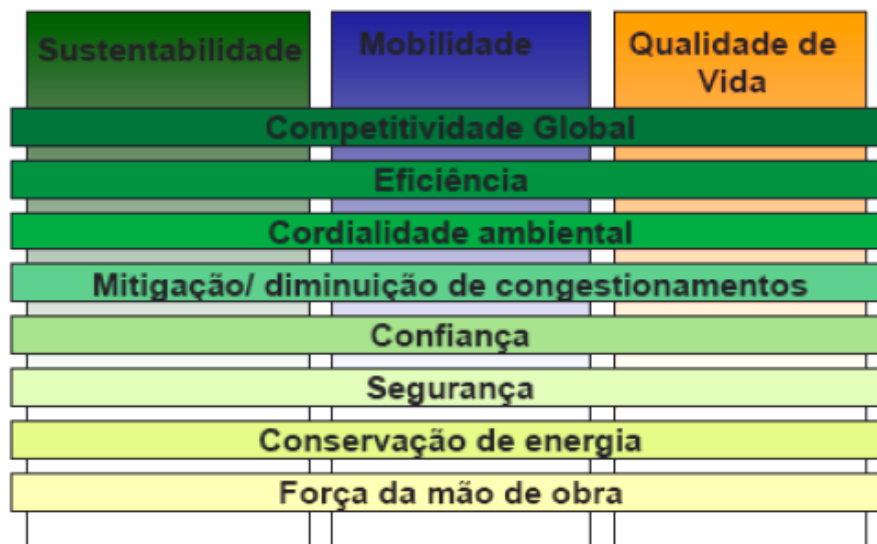 Sustentabilidade
Mobilidade
Qualidade de
Vida
Competitividade Global
Eficiência
Cordialidade ambiental
Mitigação/ diminuição de congestionamentos
Confiança
Segurança
Conservação de energia
Força da mão de obra